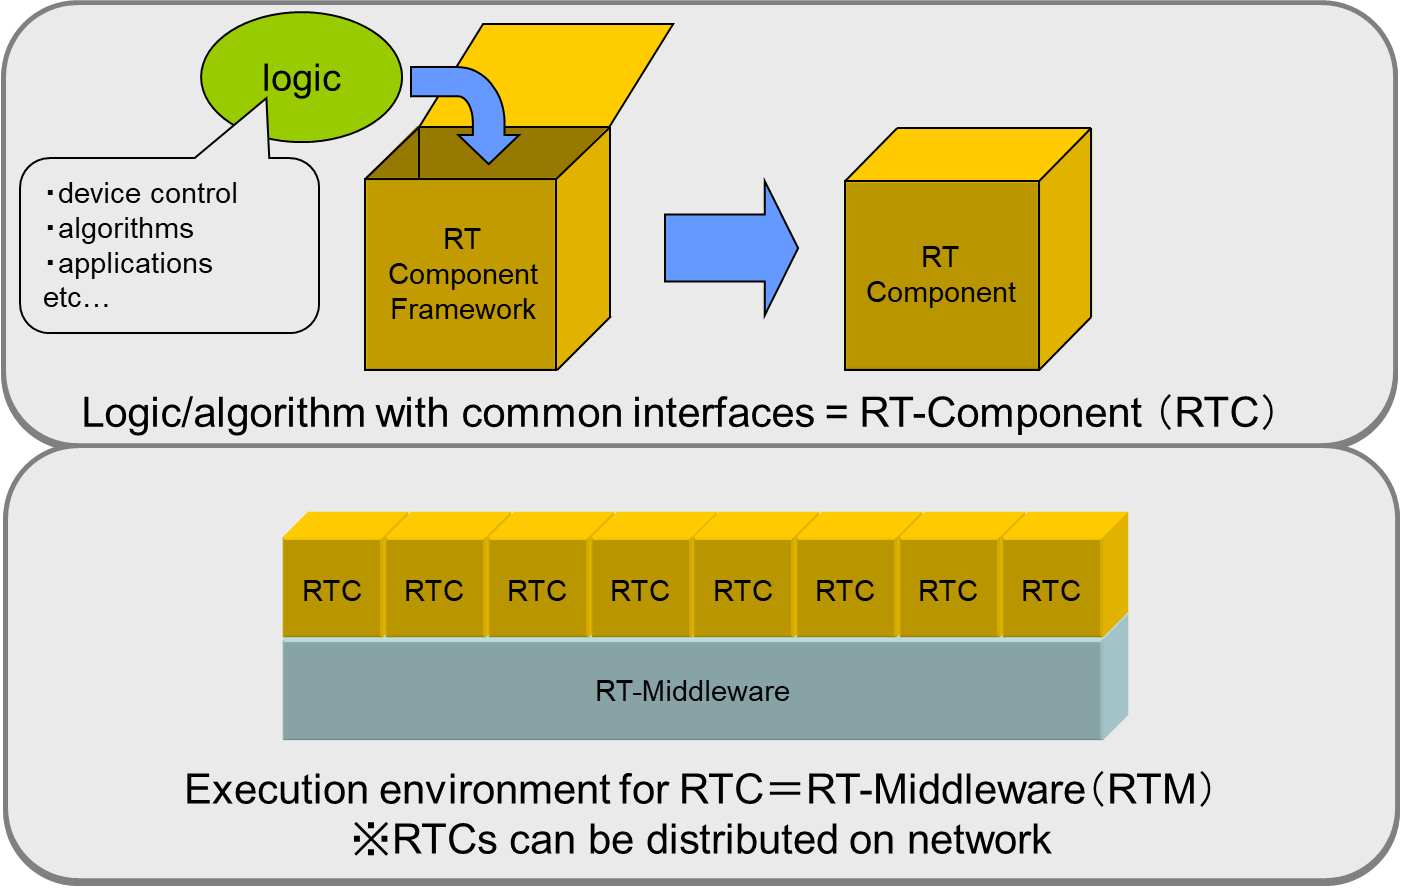 logic
・device control
・algorithms
・applications
etc…
RT
Component
Framework
RT
Component
Logic/algorithm with common interfaces = RT-Component（RTC）
RTC RTC RTC RTC RTC RTC RTC RTC
RT-Middleware
Execution environment for RTC＝RT-Middleware（RTM）
※RTCs can be distributed on network